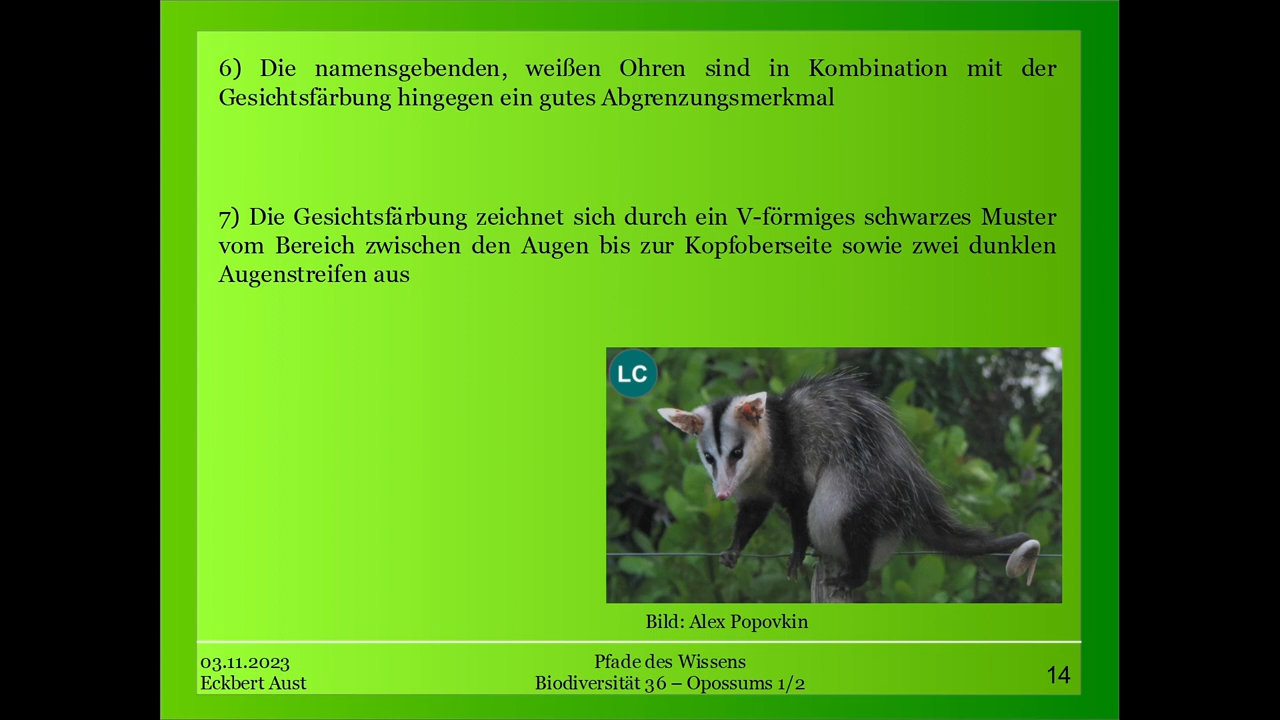 6) Die namensgebenden, weißen Ohren sind in Kombination mit der
Gesichtsfärbung hingegen ein gutes Abgrenzungsmerkmal
7) Die Gesichtsfärbung zeichnet sich durch ein V-förmiges schwarzes Muster
vom Bereich zwischen den Augen bis zur Kopfoberseite sowie zwei dunklen
Augenstreifen aus
LC
Bild: Alex Popovkin
03.11.2023
Eckbert Aust
Pfade des Wissens
Biodiversität 36 – Opossums 1/2
14